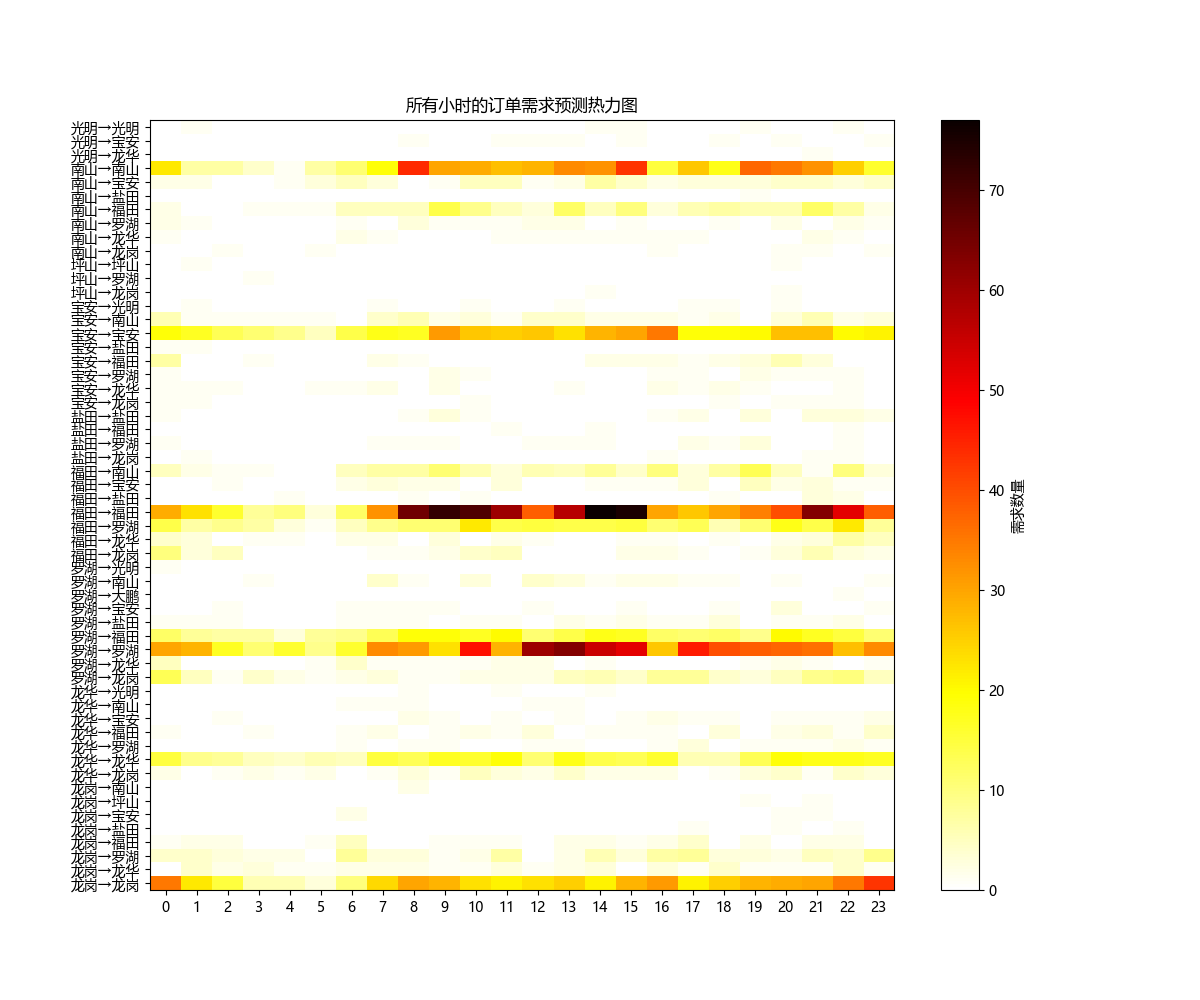 所有小时的订单需求预测热力图
光明→光明
光明→宝安
光明→龙华
南山→南山
南山→宝安
南山→盐田
南山→福田
南山→罗湖
南山→龙华
南山→龙岗
坪山→坪山
坪山→罗湖
坪山→龙岗
宝安→光明
宝安→南山
宝安→宝安
宝安→盐田
宝安→福田
宝安→罗湖
宝安→龙华
宝安→龙岗
盐田→盐田
盐田→福田
盐田→罗湖
盐田→龙岗
福田→南山
福田→宝安
福田→盐田
福田→福田
福田→罗湖
福田→龙华
福田→龙岗
罗湖→光明
罗湖→南山
罗湖→大鹏
罗湖→宝安
罗湖→盐田
罗湖→福田
罗湖→罗湖
罗湖→龙华
罗湖→龙岗
龙华→光明
龙华→南山
龙华→宝安
龙华→福田
龙华→罗湖
龙华→龙华
龙华→龙岗
龙岗→南山
龙岗→坪山
龙岗→宝安
龙岗→盐田
龙岗→福田
龙岗→罗湖
龙岗→龙华
龙岗→龙岗
0 1 2 3 4 5 6 7 8 9 10 11 12 13 14 15 16 17 18 19 20 21 22 23
70
60
50
40
30
20
10
0
需求数量